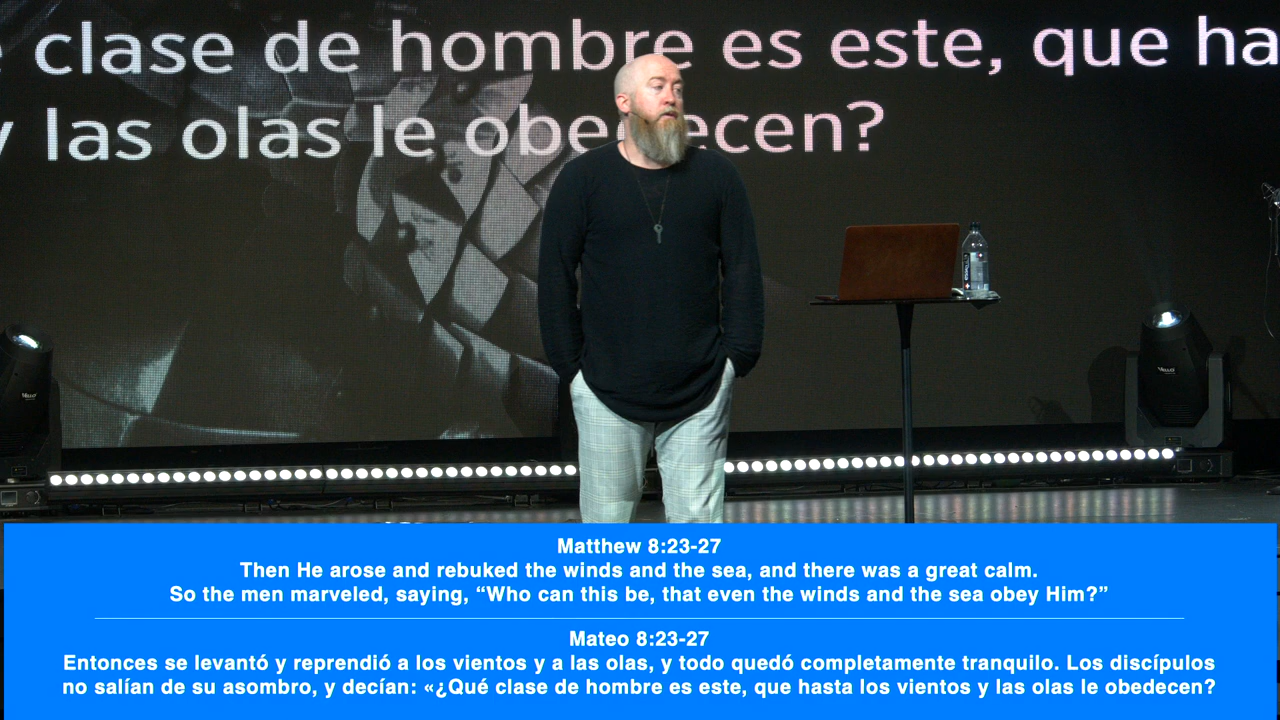 clase de hombre es este, que ha
y las olas le obedecen?
Matthew 8:23-27
Then He arose and rebuked the winds and the sea, and there was a great calm.
So the men marveled, saying, “Who can this be, that even the winds and the sea obey Him?”
Mateo 8:23-27
Entonces se levantó y reprendió a los vientos y a las olas, y todo quedó completamente tranquilo. Los discípulos
no salían de su asombro, y decían: «¿Qué clase de hombre es este, que hasta los vientos y las olas le obedecen?